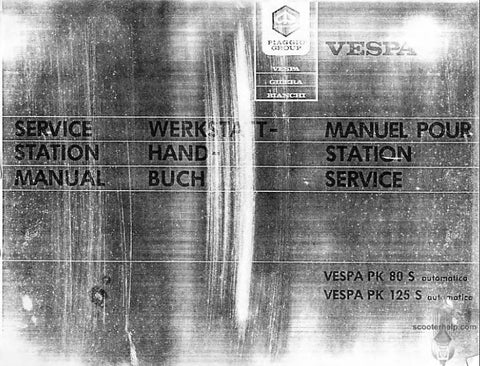 PIAGGIO
GROUP
VESPA
GILERA
BIANCHI
VESPA
SERVICE
STATION
MANUAL
WERKSTATT-
HAND-
BUCH
MANUEL POUR
STATION
SERVICE
VESPA PK 80 S automatica
VESPA PK 125 S automatica
scooterhelp.com